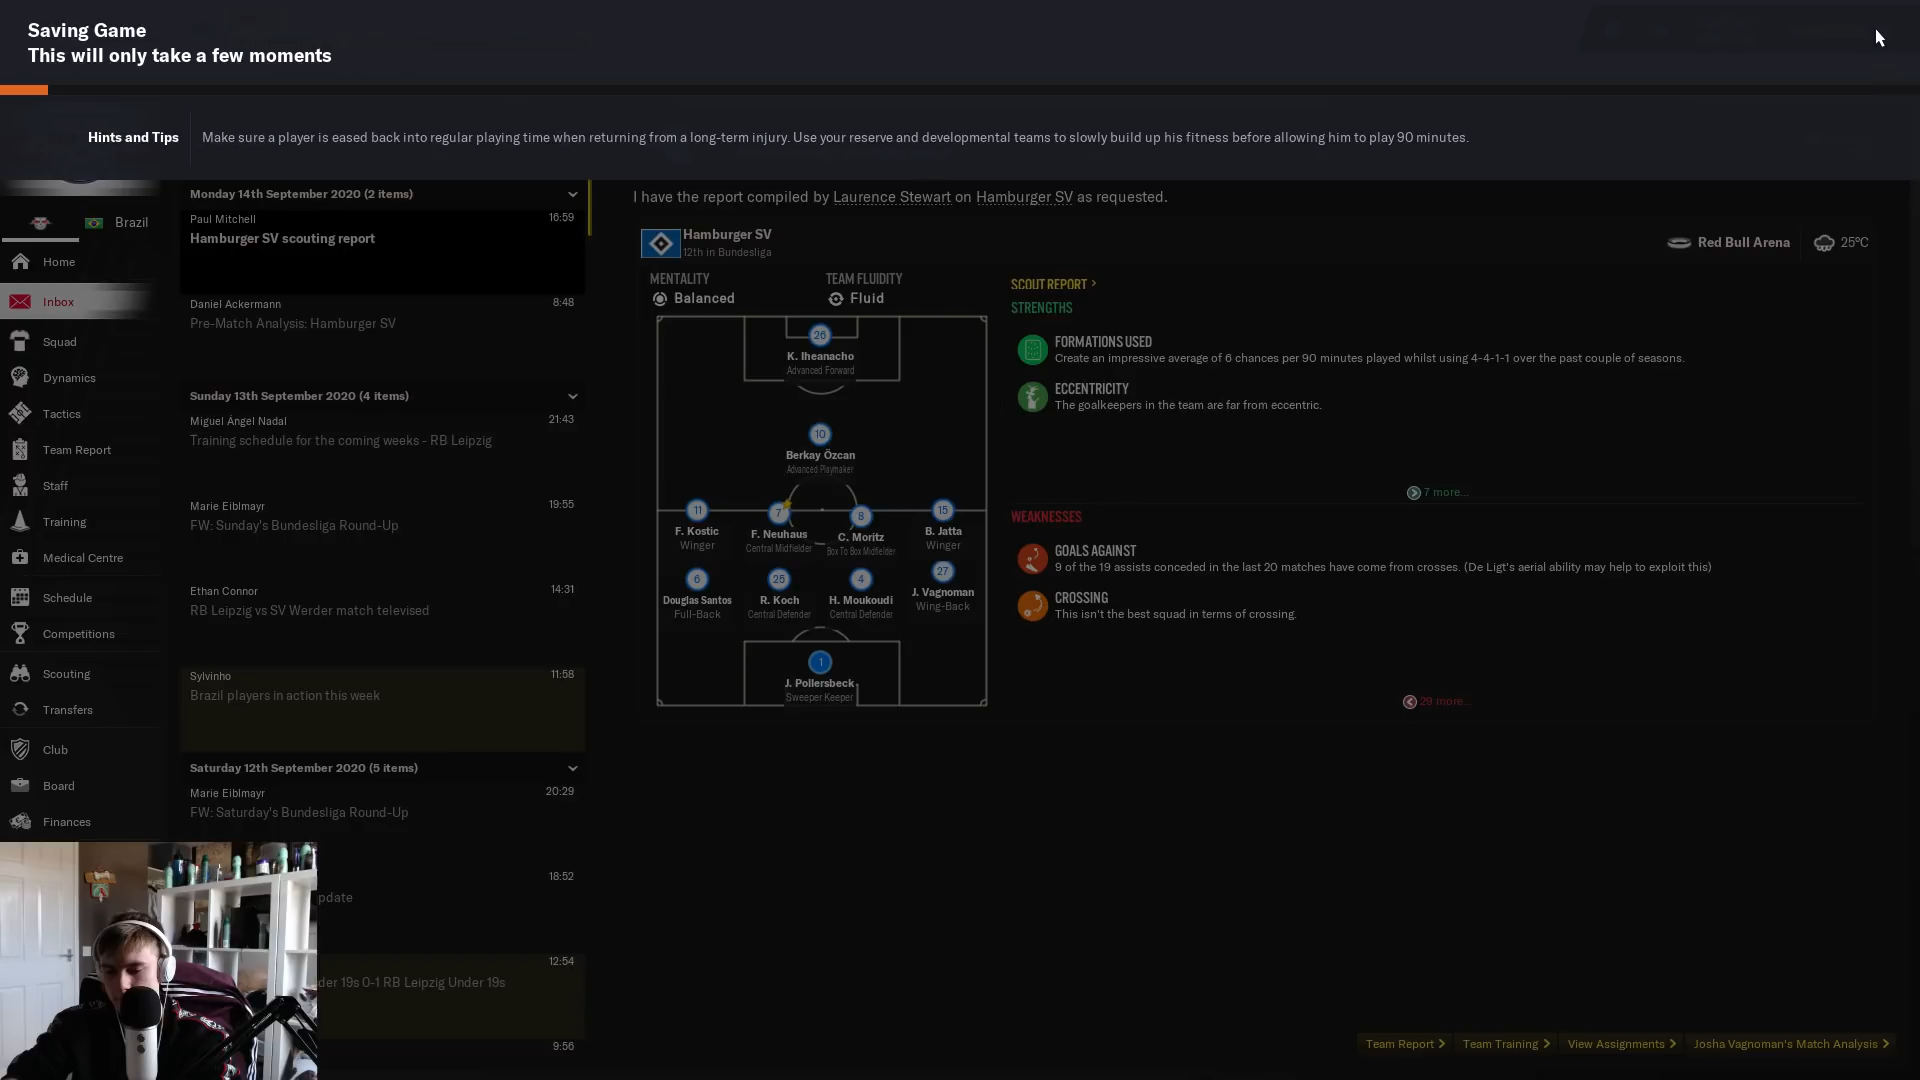 Saving Game
This will only take a few moments
Hints and Tips
Make sure a player is eased back into regular playing time when returning from a long-term injury. Use your reserve and developmental teams to slowly build up his fitness before allowing him to play 90 minutes.
Brazil
Home
Inbox
Squad
Dynamics
Tactics
Team Report
Staff
Training
Medical Centre
Schedule
Competitions
Scouting
Transfers
Club
Board
Finances
Monday 14th September 2020 (2 items)
Paul Mitchell 16:59
Hamburger SV scouting report
Daniel Ackermann 8:48
Pre-Match Analysis: Hamburger SV
Sunday 13th September 2020 (4 items)
Miguel Ángel Nadal 21:43
Training schedule for the coming weeks - RB Leipzig
Marie Eiblmayr 19:55
FW: Sunday's Bundesliga Round-Up
Ethan Connor 14:31
RB Leipzig vs SV Werder match televised
Sylvinho 11:58
Brazil players in action this week
Saturday 12th September 2020 (5 items)
Marie Eiblmayr 20:29
FW: Saturday's Bundesliga Round-Up
18:52
pdate
12:54
der 19s 0-1 RB Leipzig Under 19s
9:56
I have the report compiled by Laurence Stewart on Hamburger SV as requested.
Hamburger SV
12th in Bundesliga
Red Bull Arena
25°C
MENTALITY
Balanced
TEAM FLUIDITY
Fluid
26
K. Iheanacho
Advanced Forward
10
Berkay Özcan
Advanced Playmaker
11
F. Kostic
Winger
7
F. Neuhaus
Central Midfielder
8
C. Moritz
Box To Box Midfielder
15
B. Jatta
Winger
6
Douglas Santos
Full-Back
25
R. Koch
Central Defender
4
H. Moukoudi
Central Defender
27
J. Vagnoman
Wing-Back
1
J. Pollersbeck
Sweeper Keeper
SCOUT REPORT >
STRENGTHS
FORMATIONS USED
Create an impressive average of 6 chances per 90 minutes played whilst using 4-4-1-1 over the past couple of seasons.
ECCENTRICITY
The goalkeepers in the team are far from eccentric.
7 more...
WEAKNESSES
GOALS AGAINST
9 of the 19 assists conceded in the last 20 matches have come from crosses. (De Ligt's aerial ability may help to exploit this)
CROSSING
This isn't the best squad in terms of crossing.
29 more...
Team Report >
Team Training >
View Assignments >
Josha Vagnoman's Match Analysis >